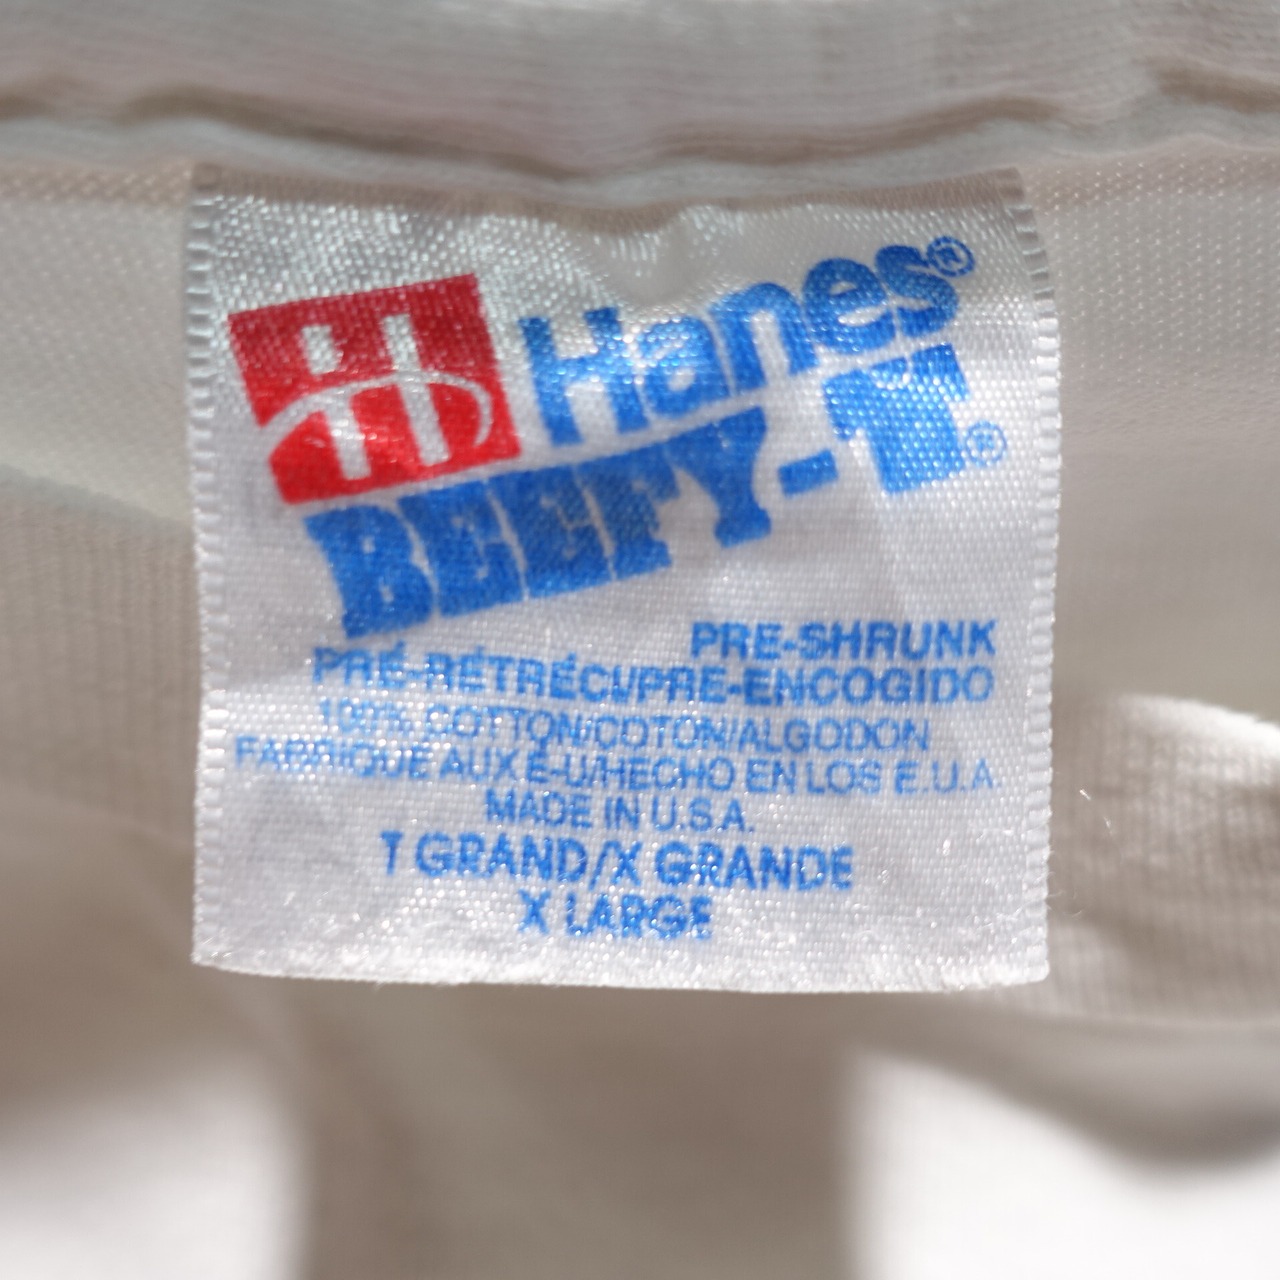 Hanes®
BEEFY-T.®
PRE-SHRUNK
PRÉ-RÉTRÉCI/PRE-ENCOGIDO
100% COTTON/COTON/ALGODON
FABRIQUE AUX É-U/HECHO EN LOS E.U.A.
MADE IN U.S.A.
T GRAND/X GRANDE
X LARGE